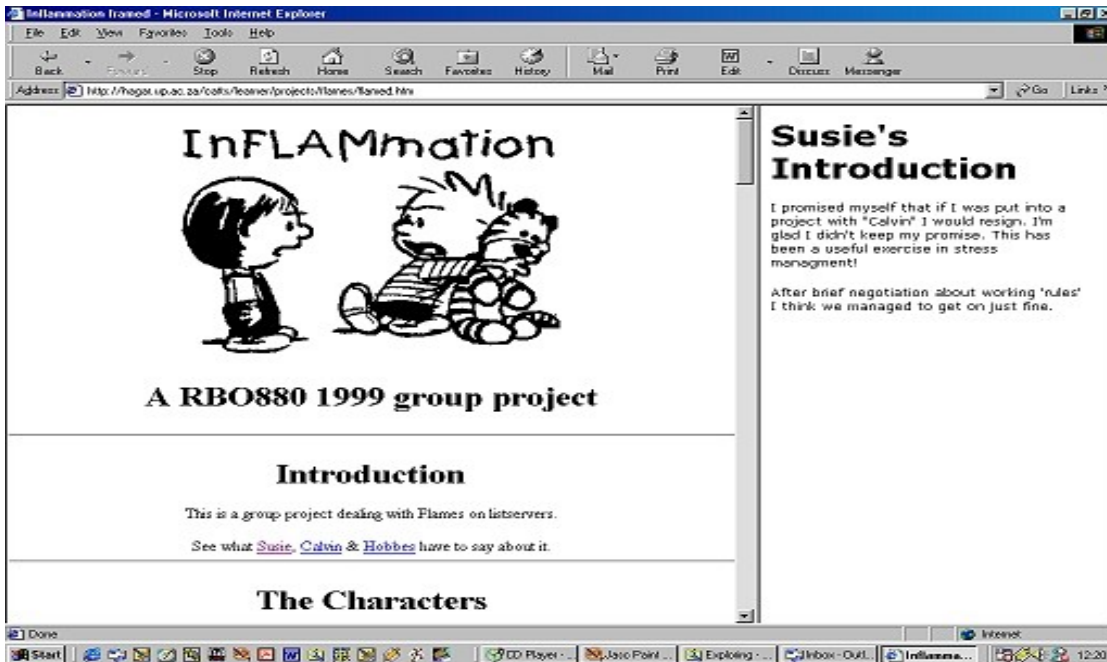 Inflammation framed - Microsoft Internet Explorer
File Edit View Favorites Tools Help
Back Forward Stop Refresh Home Search Favorites History Mail Print Edit Discuss Messenger
Address http://hagar.up.ac.za/catts/learner/projects/flames/flamed.htm Go Links
InFLAMmation
A RBO880 1999 group project
Introduction
This is a group project dealing with Flames on listservers.
See what Susie, Calvin & Hobbes have to say about it.
The Characters
Susie's
Introduction
I promised myself that if I was put into a
project with "Calvin" I would resign. I'm
glad I didn't keep my promise. This has
been a useful exercise in stress
managment!
After brief negotiation about working 'rules'
I think we managed to get on just fine.
Done Internet
Start CD Player - ... Jasc Paint ... Exploring - ... Inbox - Outl... Inflamma... 12:20